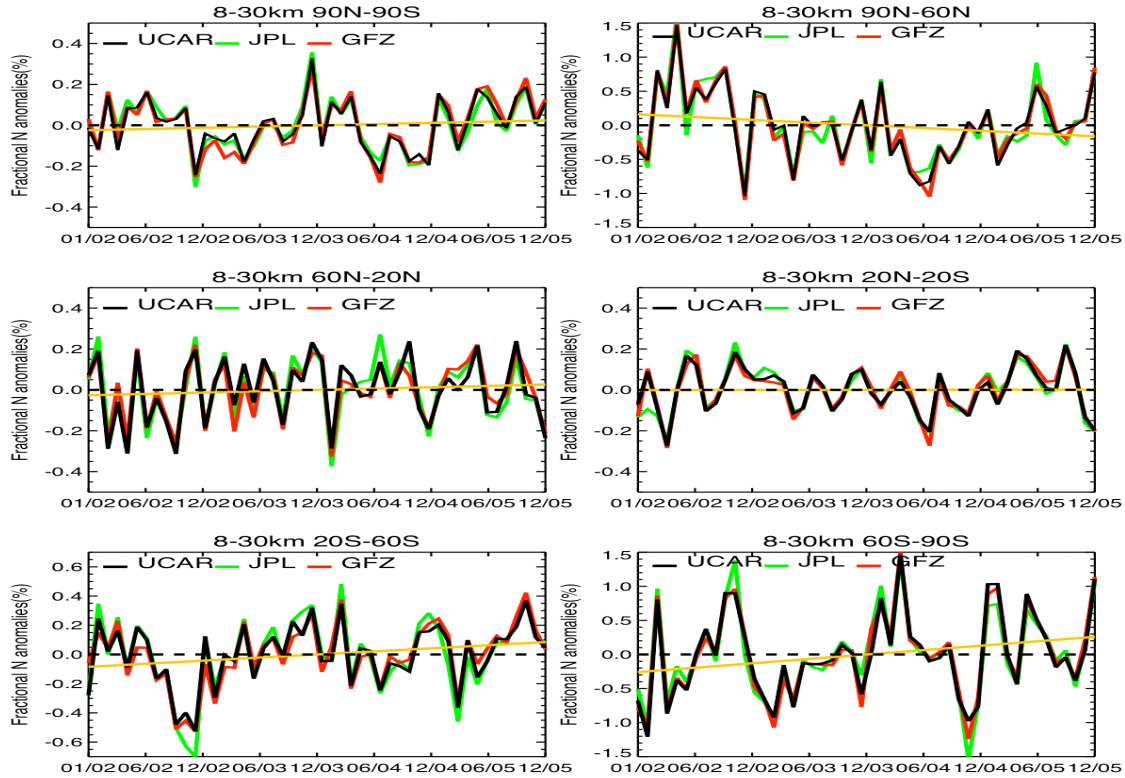 8-30km 90N-90S
UCAR JPL GFZ
Fractional N anomalies(%)
0.4
0.2
0.0
-0.2
-0.4
01/02 06/02 12/02 06/03 12/03 06/04 12/04 06/05 12/05
8-30km 90N-60N
UCAR JPL GFZ
Fractional N anomalies(%)
1.5
1.0
0.5
0.0
-0.5
-1.0
-1.5
01/02 06/02 12/02 06/03 12/03 06/04 12/04 06/05 12/05
8-30km 60N-20N
UCAR JPL GFZ
Fractional N anomalies(%)
0.4
0.2
0.0
-0.2
-0.4
01/02 06/02 12/02 06/03 12/03 06/04 12/04 06/05 12/05
8-30km 20N-20S
UCAR JPL GFZ
Fractional N anomalies(%)
0.4
0.2
0.0
-0.2
-0.4
01/02 06/02 12/02 06/03 12/03 06/04 12/04 06/05 12/05
8-30km 20S-60S
UCAR JPL GFZ
Fractional N anomalies(%)
0.6
0.4
0.2
0.0
-0.2
-0.4
-0.6
01/02 06/02 12/02 06/03 12/03 06/04 12/04 06/05 12/05
8-30km 60S-90S
UCAR JPL GFZ
Fractional N anomalies(%)
1.5
1.0
0.5
0.0
-0.5
-1.0
-1.5
01/02 06/02 12/02 06/03 12/03 06/04 12/04 06/05 12/05